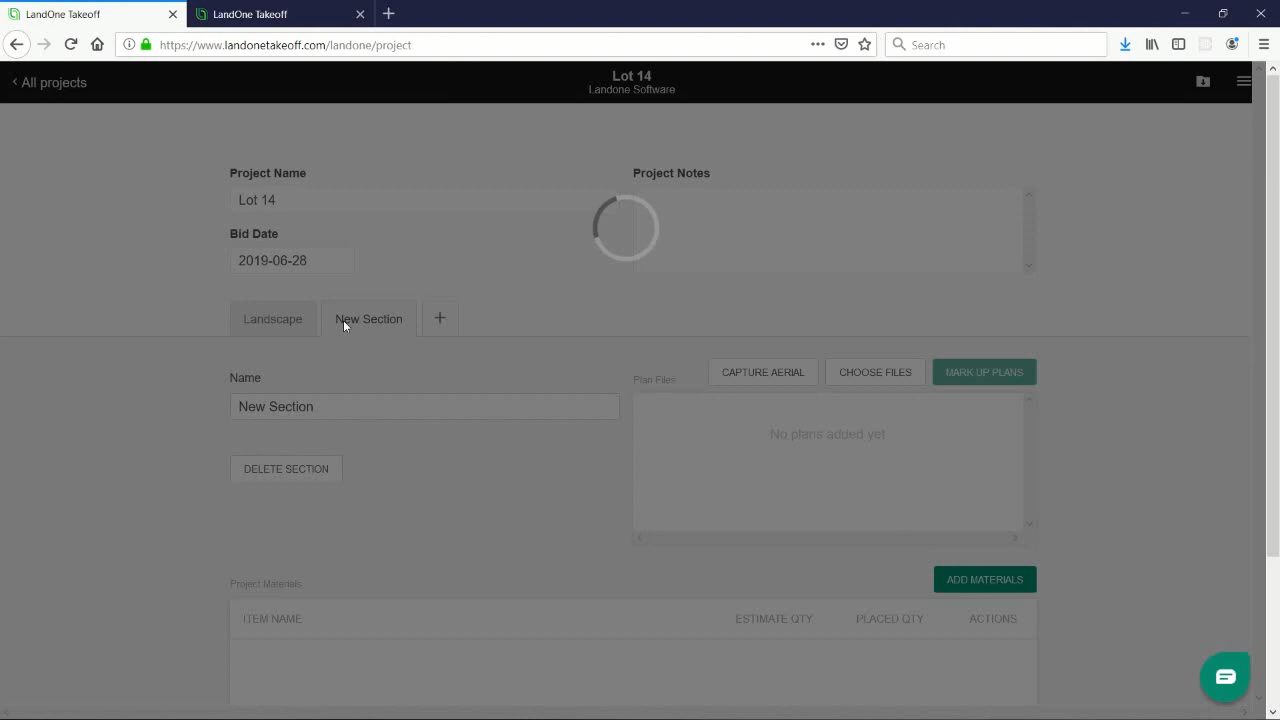 LandOne Takeoff
LandOne Takeoff
https://www.landonetakeoff.com/landone/project
Search
All projects
Lot 14
Landone Software
Project Name
Project Notes
Lot 14
Bid Date
2019-06-28
Landscape
New Section
+
Name
Plan Files
CAPTURE AERIAL
CHOOSE FILES
MARK UP PLANS
New Section
No plans added yet
DELETE SECTION
Project Materials
ADD MATERIALS
ITEM NAME
ESTIMATE QTY
PLACED QTY
ACTIONS